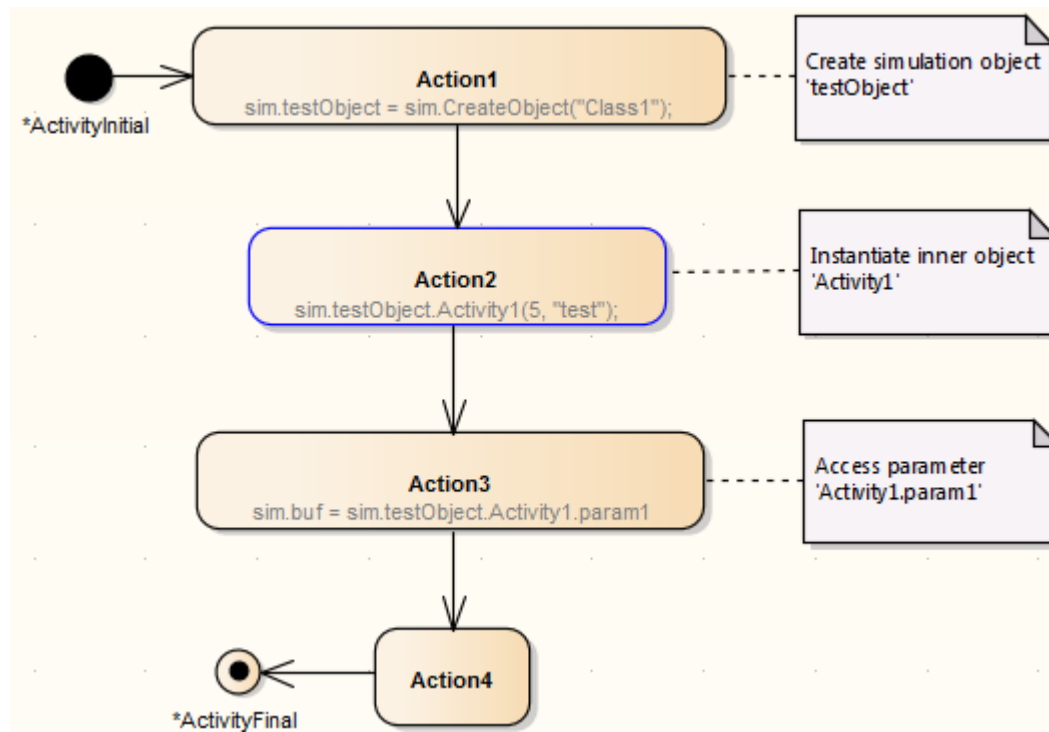 Action1
sim.testObject = sim.CreateObject("Class1");
Create simulation object
'testObject'
*ActivityInitial
Action2
sim.testObject.Activity1(5, "test");
Instantiate inner object
'Activity1'
Action3
sim.buf = sim.testObject.Activity1.param1
Access parameter
'Activity1.param1'
Action4
*ActivityFinal